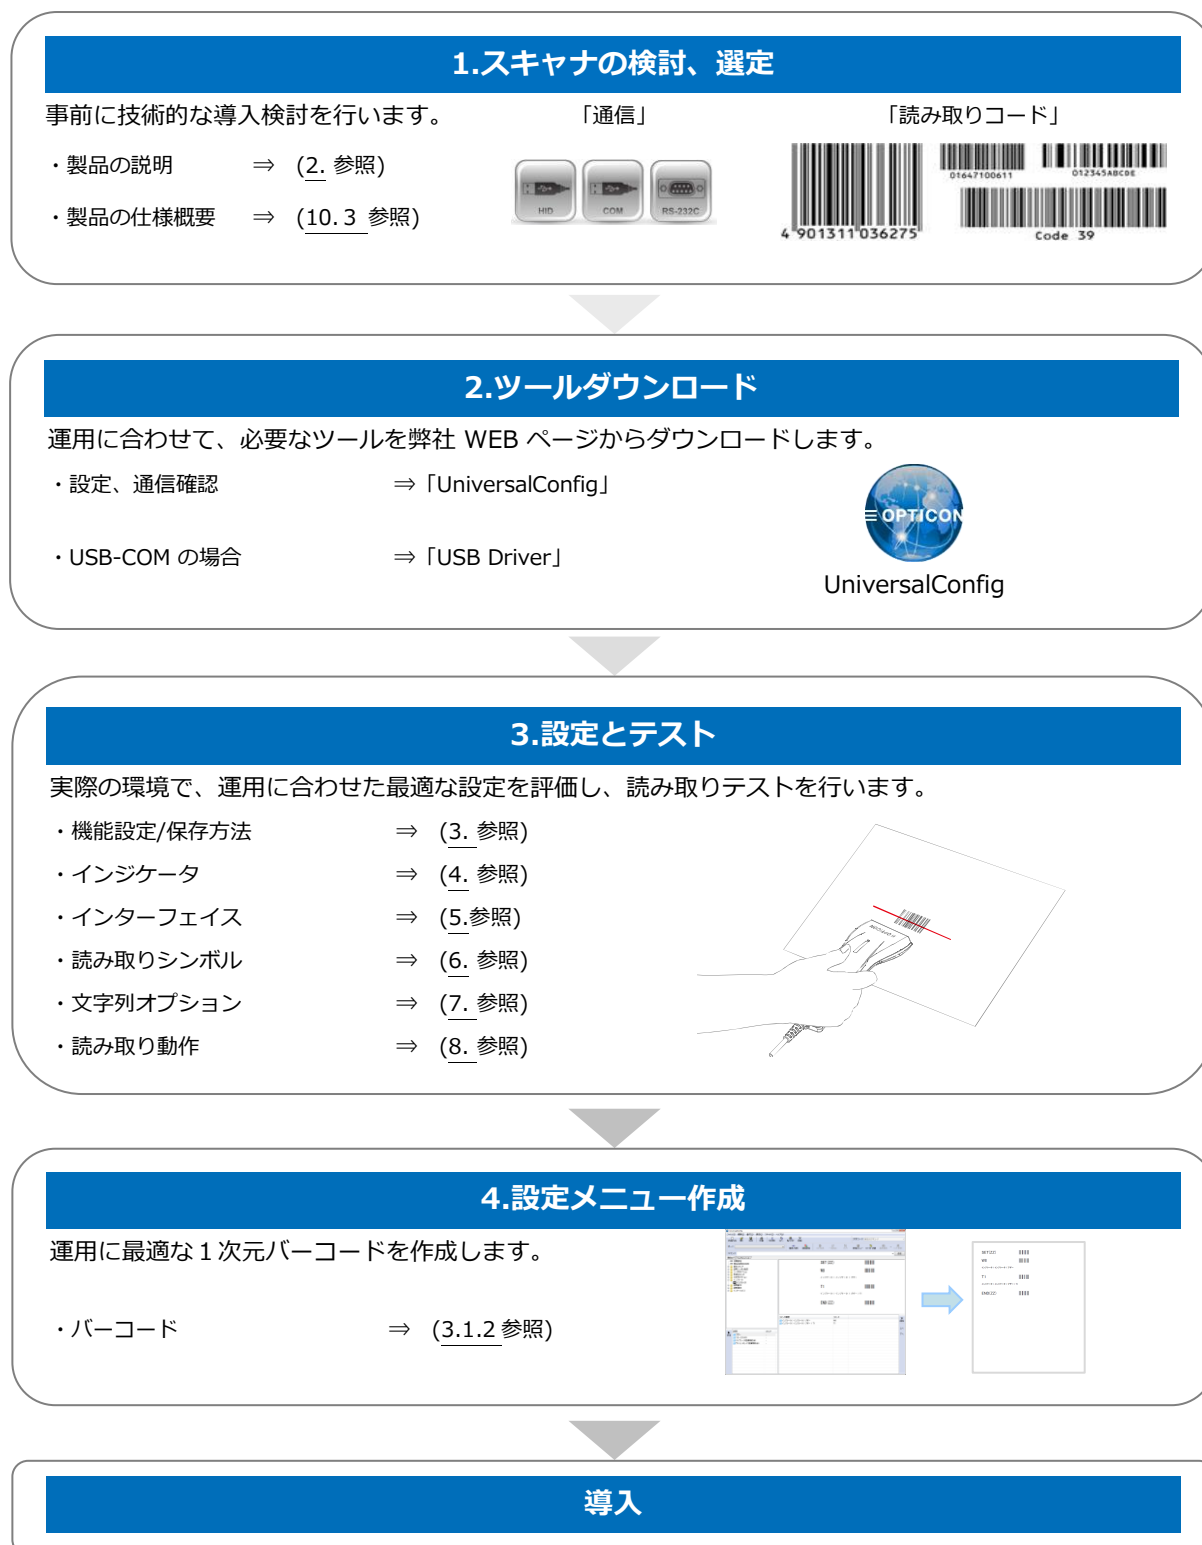 1.スキャナの検討、選定
事前に技術的な導入検討を行います。
「通信」
「読み取りコード」
・製品の説明 ⇒ (2. 参照)
・製品の仕様概要 ⇒ (10.3 参照)
HID
COM
RS-232C
4 901311 036275
01647100611
012345ABCDE
Code 39
2.ツールダウンロード
運用に合わせて、必要なツールを弊社 WEB ページからダウンロードします。
・設定、通信確認 ⇒「UniversalConfig」
・USB-COM の場合 ⇒「USB Driver」
OPTICON
UniversalConfig
3.設定とテスト
実際の環境で、運用に合わせた最適な設定を評価し、読み取りテストを行います。
・機能設定/保存方法 ⇒ (3. 参照)
・インジケータ ⇒ (4. 参照)
・インターフェイス ⇒ (5.参照)
・読み取りシンボル ⇒ (6. 参照)
・文字列オプション ⇒ (7. 参照)
・読み取り動作 ⇒ (8. 参照)
4.設定メニュー作成
運用に最適な１次元バーコードを作成します。
・バーコード ⇒ (3.1.2 参照)
導入